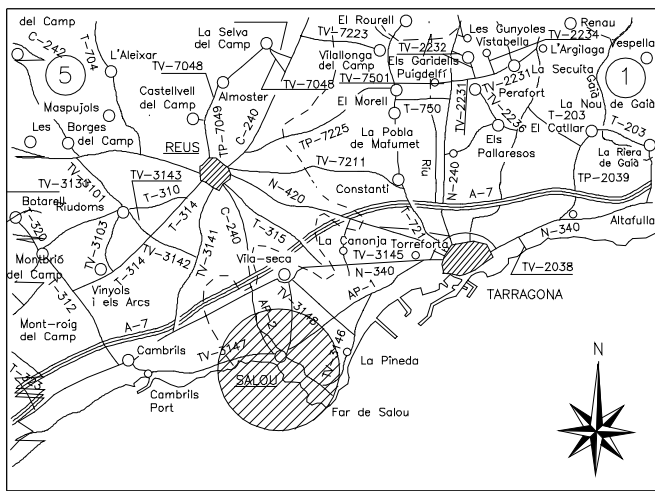 del Camp
C-242
T-704
L'Aleixar
La Selva
del Camp
TV-7223
El Rourell
Vilallonga
del Camp
TV-2232
Els Garidells
Puigdelfí
Les Gunyoles
Vistabella
Renau
TV-2234
L'Argilaga
Vespella
5
1
TV-7048
TV-7048
TV-7501
TV-2231
TV-2231
La Secuita
Perafort
Gaià
La Nou
de Gaià
Maspujols
Castellvell
del Camp
Almoster
El Morell
T-750
TV-2236
T-203
El Catllar
T-203
Les
Borges
del Camp
TP-7049
C-240
TP-7225
La Pobla
de Mafumet
Els
Pallaresos
La Riera
de Gaià
REUS
TV-7211
Riu
N-240
TP-2039
TV-3143
TV-3101
T-310
N-420
Constantí
A-7
Botarell
Riudoms
T-314
C-240
T-315
T-721
Altafulla
T-320
TV-3103
TV-3141
La Canonja
Torreforta
N-340
Montbrió
del Camp
T-314
TV-3142
Vila-seca
TV-3145
N-340
TV-2038
Vinyols
i els Arcs
T-312
AP-1
TARRAGONA
Mont-roig
del Camp
A-7
AP-2
TV-3148
TV-3146
Cambrils
TV-3147
La Pineda
SALOU
Cambrils
Port
Far de Salou
N